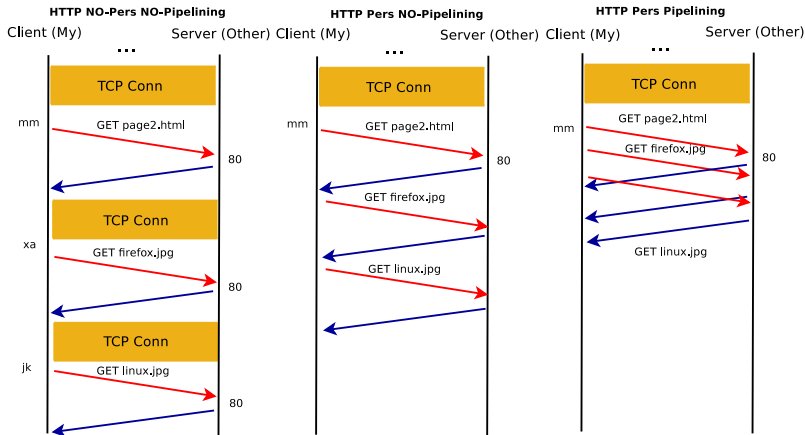 HTTP NO-Pers NO-Pipelining
Client (My)
...
Server (Other)
TCP Conn
mm
GET page2.html
80
TCP Conn
xa
GET firefox.jpg
80
TCP Conn
jk
GET linux.jpg
80
HTTP Pers NO-Pipelining
Client (My)
...
Server (Other)
TCP Conn
mm
GET page2.html
80
GET firefox.jpg
GET linux.jpg
HTTP Pers Pipelining
Client (My)
...
Server (Other)
TCP Conn
GET page2.html
mm
GET firefox.jpg
80
GET linux.jpg